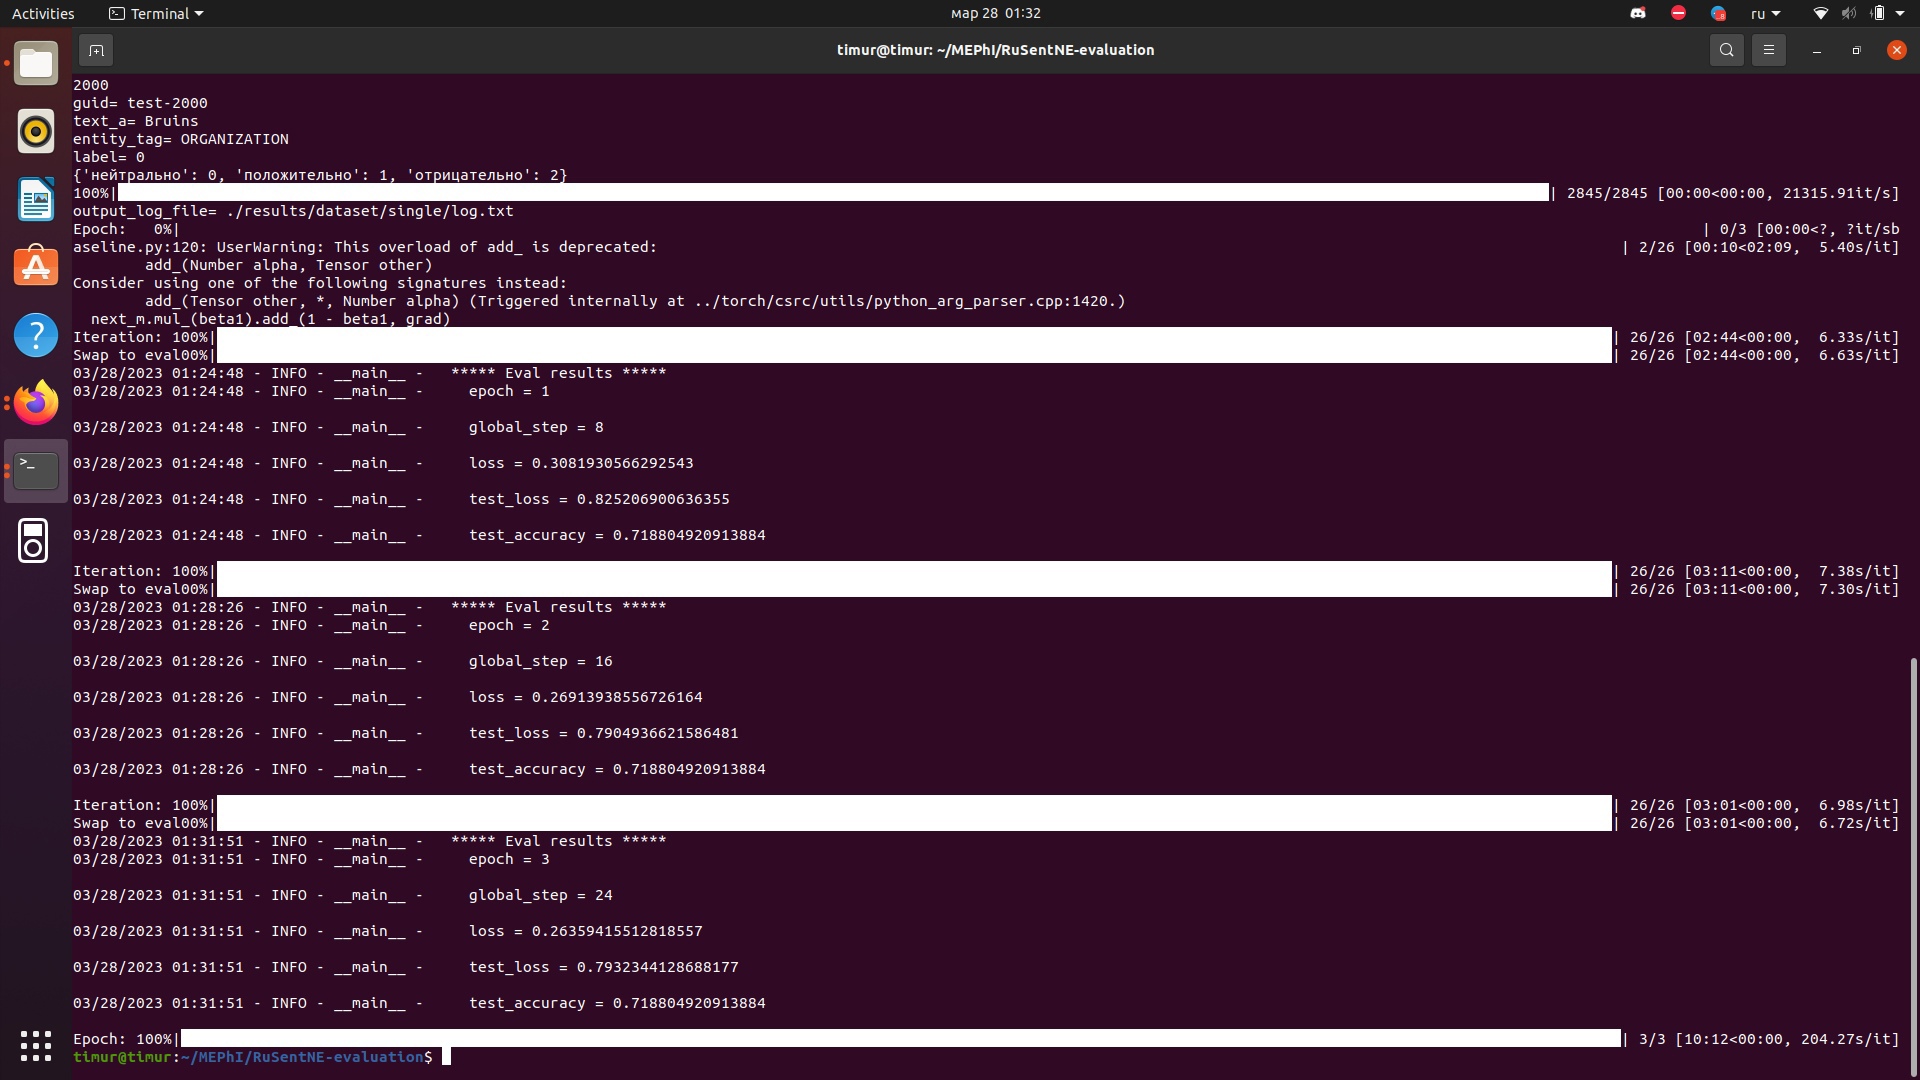 Activities Terminal мар 28 01:32 ru
timur@timur: ~/MEPhI/RuSentNE-evaluation
2000
guid= test-2000
text_a= Bruins
entity_tag= ORGANIZATION
label= 0
{'нейтрально': 0, 'положительно': 1, 'отрицательно': 2}
100%| | 2845/2845 [00:00<00:00, 21315.91it/s]
output_log_file= ./results/dataset/single/log.txt
Epoch:   0%| | 0/3 [00:00<?, ?it/sb
aseline.py:120: UserWarning: This overload of add_ is deprecated: | 2/26 [00:10<02:09,  5.40s/it]
add_(Number alpha, Tensor other)
Consider using one of the following signatures instead:
add_(Tensor other, *, Number alpha) (Triggered internally at ../torch/csrc/utils/python_arg_parser.cpp:1420.)
next_m.mul_(beta1).add_(1 - beta1, grad)
Iteration: 100%| | 26/26 [02:44<00:00,  6.33s/it]
Swap to eval00%| | 26/26 [02:44<00:00,  6.63s/it]
03/28/2023 01:24:48 - INFO - __main__ -   ***** Eval results *****
03/28/2023 01:24:48 - INFO - __main__ -     epoch = 1
03/28/2023 01:24:48 - INFO - __main__ -     global_step = 8
03/28/2023 01:24:48 - INFO - __main__ -     loss = 0.3081930566292543
03/28/2023 01:24:48 - INFO - __main__ -     test_loss = 0.825206900636355
03/28/2023 01:24:48 - INFO - __main__ -     test_accuracy = 0.718804920913884
Iteration: 100%| | 26/26 [03:11<00:00,  7.38s/it]
Swap to eval00%| | 26/26 [03:11<00:00,  7.30s/it]
03/28/2023 01:28:26 - INFO - __main__ -   ***** Eval results *****
03/28/2023 01:28:26 - INFO - __main__ -     epoch = 2
03/28/2023 01:28:26 - INFO - __main__ -     global_step = 16
03/28/2023 01:28:26 - INFO - __main__ -     loss = 0.26913938556726164
03/28/2023 01:28:26 - INFO - __main__ -     test_loss = 0.7904936621586481
03/28/2023 01:28:26 - INFO - __main__ -     test_accuracy = 0.718804920913884
Iteration: 100%| | 26/26 [03:01<00:00,  6.98s/it]
Swap to eval00%| | 26/26 [03:01<00:00,  6.72s/it]
03/28/2023 01:31:51 - INFO - __main__ -   ***** Eval results *****
03/28/2023 01:31:51 - INFO - __main__ -     epoch = 3
03/28/2023 01:31:51 - INFO - __main__ -     global_step = 24
03/28/2023 01:31:51 - INFO - __main__ -     loss = 0.26359415512818557
03/28/2023 01:31:51 - INFO - __main__ -     test_loss = 0.7932344128688177
03/28/2023 01:31:51 - INFO - __main__ -     test_accuracy = 0.718804920913884
Epoch: 100%| | 3/3 [10:12<00:00, 204.27s/it]
timur@timur:~/MEPhI/RuSentNE-evaluation$